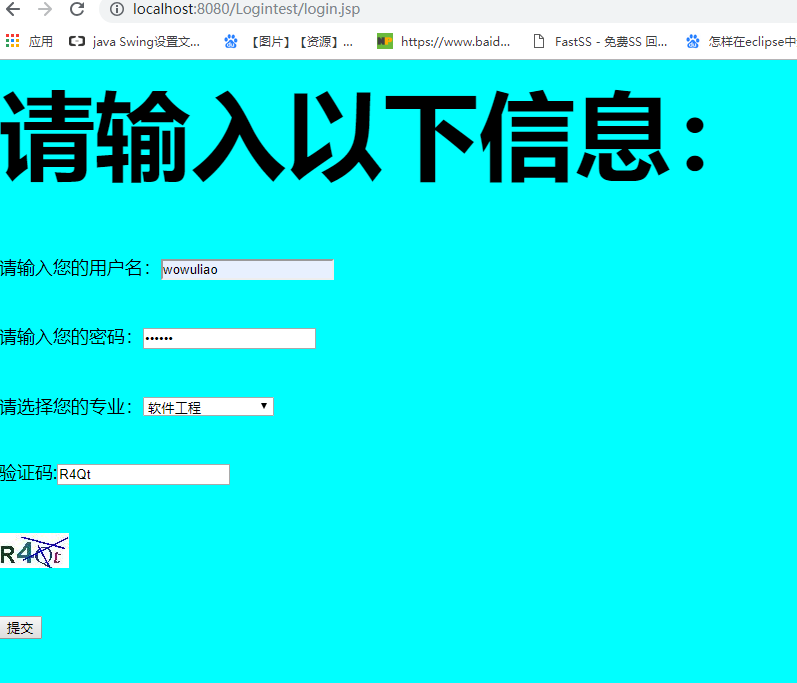 localhost:8080/Logintest/login.jsp
应用 java Swing设置文... 【图片】【资源】... https://www.baid... FastSS - 免费SS 回... 怎样在eclipse中
请输入以下信息：
请输入您的用户名：wowuliao
请输入您的密码：••••••
请选择您的专业：软件工程
验证码:R4Qt
R4Qt
提交